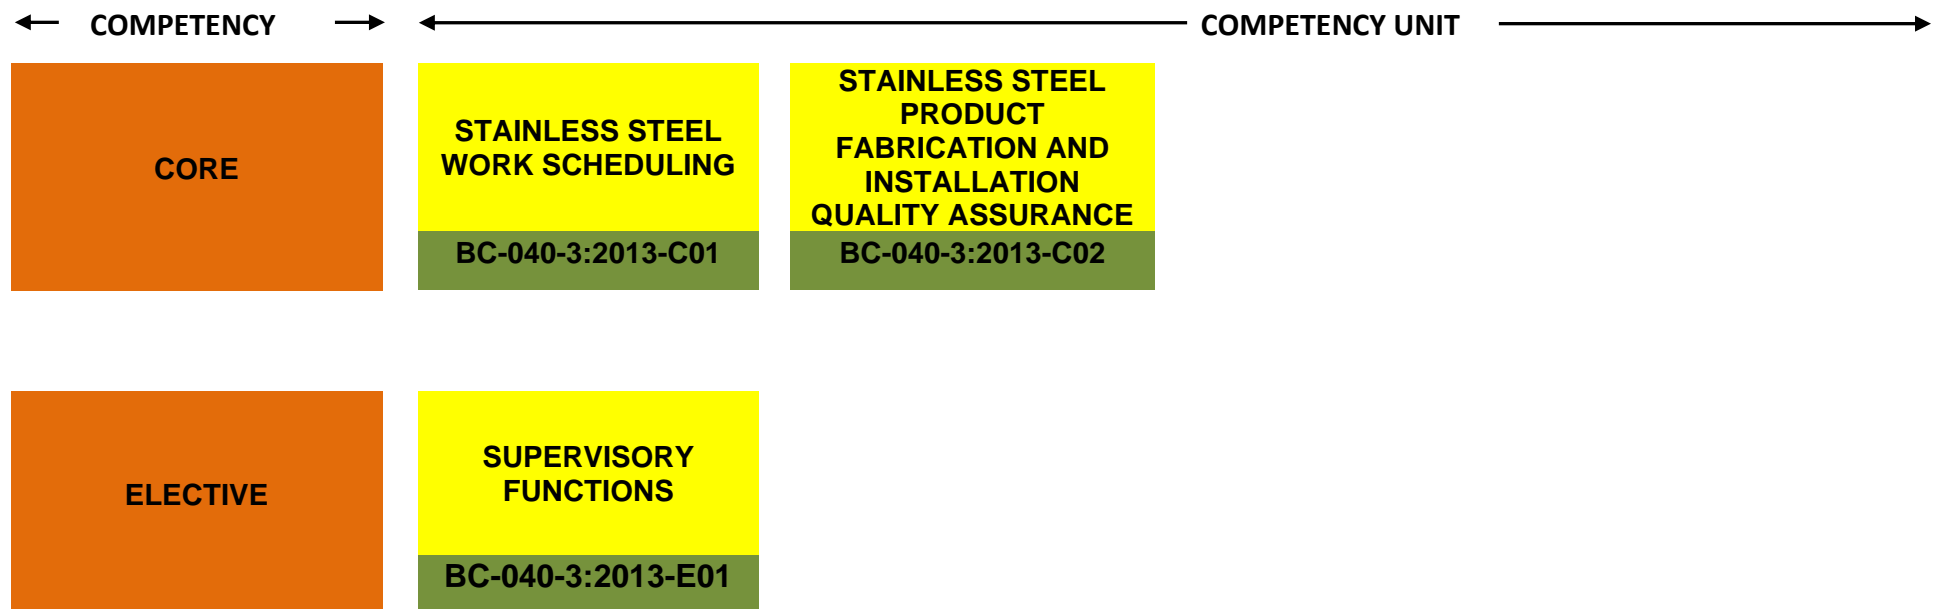 COMPETENCY
COMPETENCY UNIT
CORE
STAINLESS STEEL
WORK SCHEDULING
BC-040-3:2013-C01
STAINLESS STEEL
PRODUCT
FABRICATION AND
INSTALLATION
QUALITY ASSURANCE
BC-040-3:2013-C02
ELECTIVE
SUPERVISORY
FUNCTIONS
BC-040-3:2013-E01